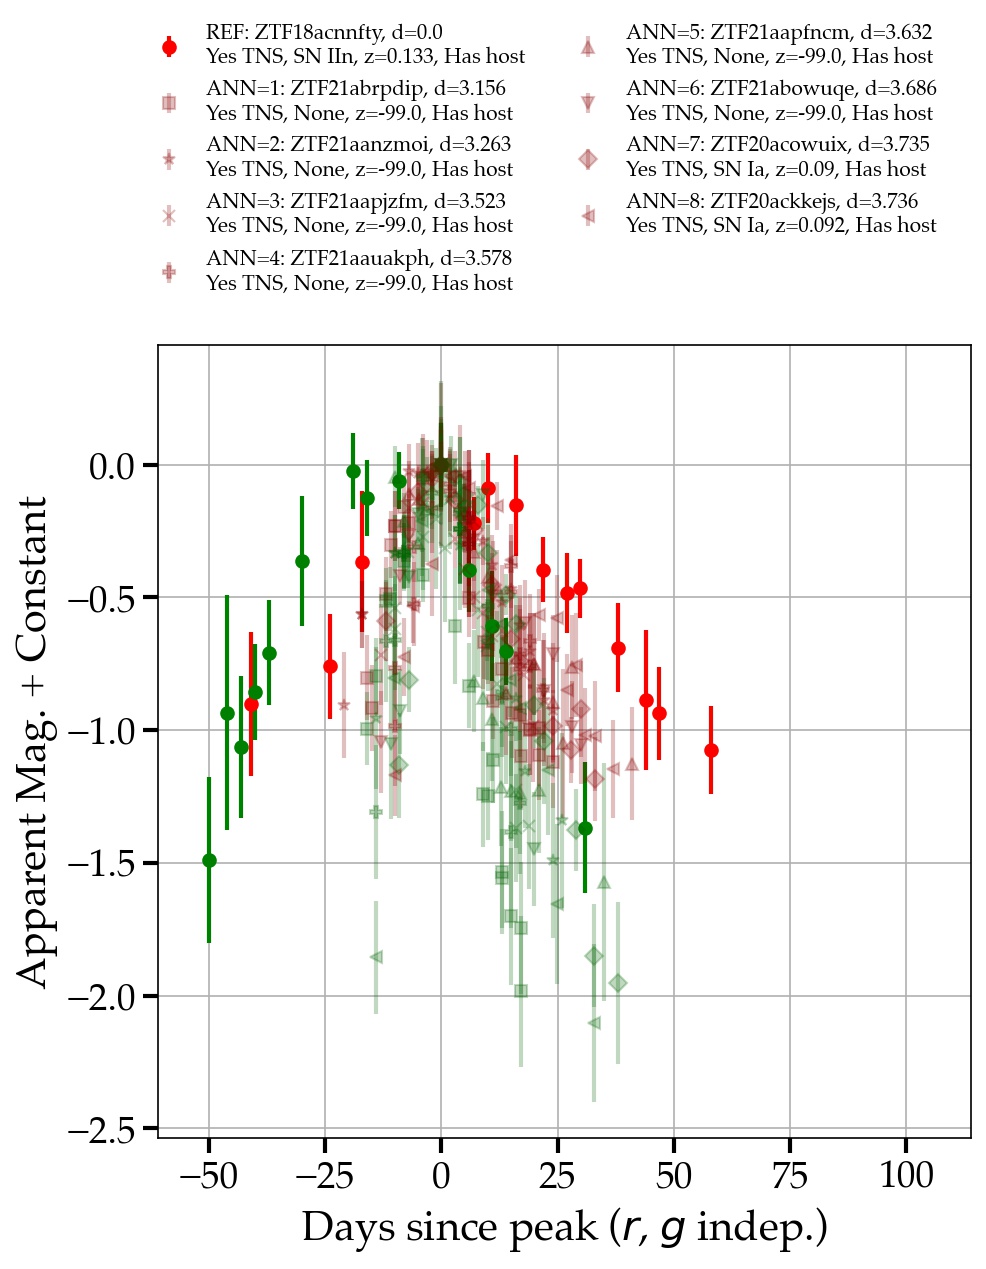 REF: ZTF18acnnfty, d=0.0
Yes TNS, SN IIn, z=0.133, Has host
ANN=1: ZTF21abrpdip, d=3.156
Yes TNS, None, z=-99.0, Has host
ANN=2: ZTF21aanzmoi, d=3.263
Yes TNS, None, z=-99.0, Has host
ANN=3: ZTF21aapjzfm, d=3.523
Yes TNS, None, z=-99.0, Has host
ANN=4: ZTF21aauakph, d=3.578
Yes TNS, None, z=-99.0, Has host
ANN=5: ZTF21aapfncm, d=3.632
Yes TNS, None, z=-99.0, Has host
ANN=6: ZTF21abowuqe, d=3.686
Yes TNS, None, z=-99.0, Has host
ANN=7: ZTF20acowuix, d=3.735
Yes TNS, SN Ia, z=0.09, Has host
ANN=8: ZTF20ackkejs, d=3.736
Yes TNS, SN Ia, z=0.092, Has host
Apparent Mag. + Constant
0.0
−0.5
−1.0
−1.5
−2.0
−2.5
−50
−25
0
25
50
75
100
Days since peak (r, g indep.)